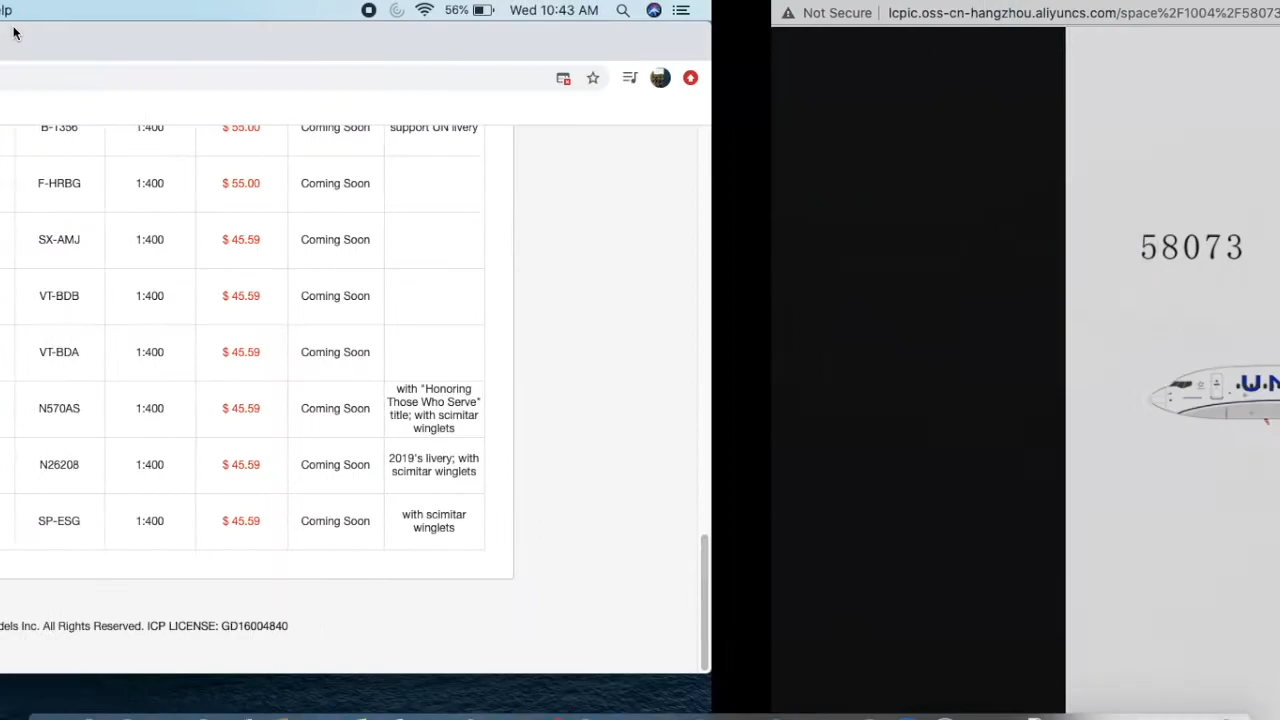 elp
56%
Wed 10:43 AM
Not Secure
lcpic.oss-cn-hangzhou.aliyuncs.com/space%2F1004%2F58073
B-1356 1:400 $ 55.00 Coming Soon support UN livery
F-HRBG 1:400 $ 55.00 Coming Soon
SX-AMJ 1:400 $ 45.59 Coming Soon
VT-BDB 1:400 $ 45.59 Coming Soon
VT-BDA 1:400 $ 45.59 Coming Soon
N570AS 1:400 $ 45.59 Coming Soon
with "Honoring
Those Who Serve"
title; with scimitar
winglets
N26208 1:400 $ 45.59 Coming Soon
2019's livery; with
scimitar winglets
SP-ESG 1:400 $ 45.59 Coming Soon
with scimitar
winglets
dels Inc. All Rights Reserved. ICP LICENSE: GD16004840
58073
UN